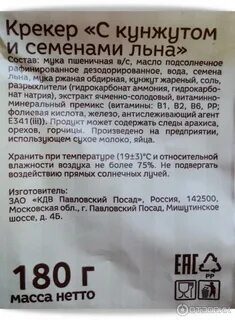 Крекер «С кунжутом
и семенами льна»
Состав: мука пшеничная в/с, масло подсолнечное
рафинированное дезодорированное, вода, семена
льна, мука ржаная обдирная, кунжут жареный, соль,
Разрыхлители (гидрокарбонат аммония, гидрокарбо-
нат натрия), экстракт ячменно-солодовый, витаминно-
минеральный премикс (витамины: В1, В2, В6, РР;
фолиевая кислота, железо, антислеживающий агент
Е341(iii)). Продукт может содержать следы арахиса,
орехов, горчицы. Произведено на предприятии,
использующем сухое молоко, яйца.
Хранить при температуре (19±3)°С и относительной
влажности воздуха не более 75%. Не подвергать
воздействию прямых солнечных лучей.
Изготовитель:
ЗАО «КДВ Павловский Посад», Россия, 142500,
Московская обл., г. Павловский Посад, Мишутинское
шоссе, д. 4Б.
180 г
масса нетто
ЕАС
PP